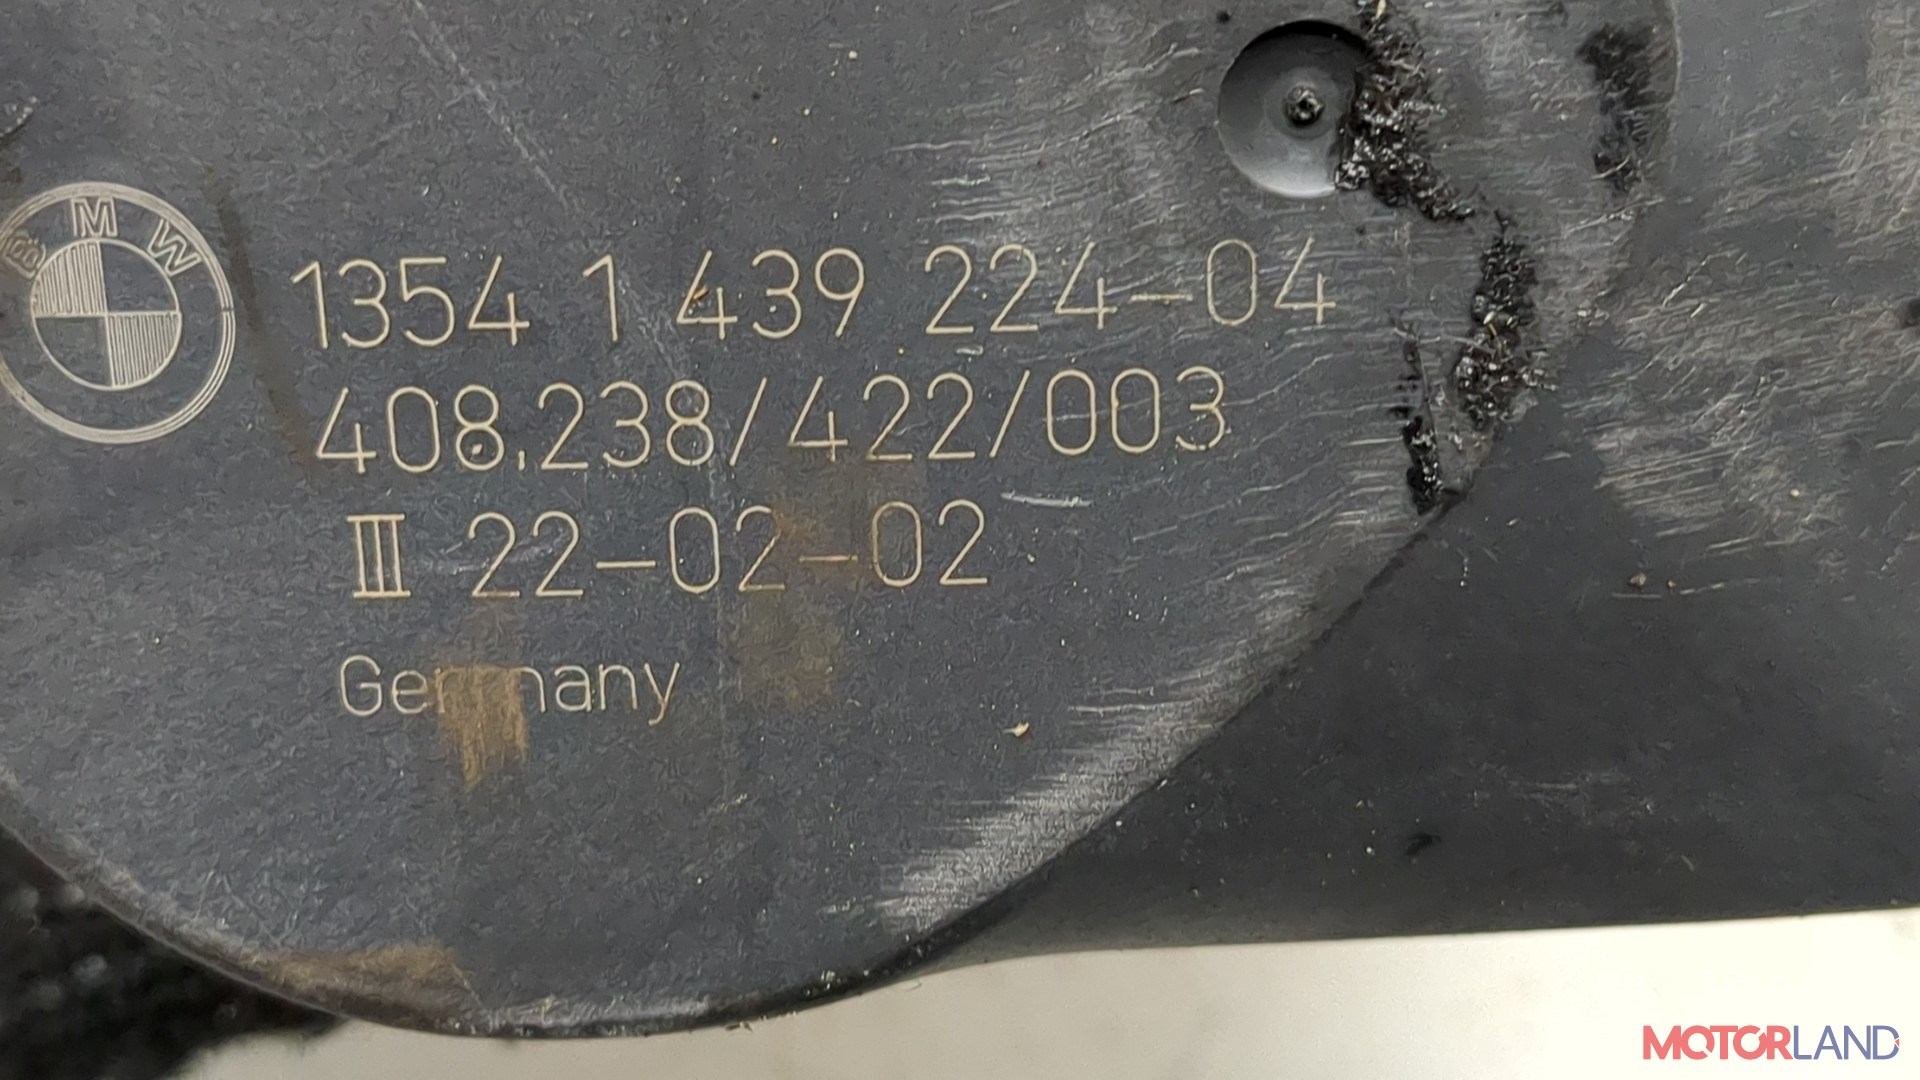 BMW
1354 1 439 224-04
408.238/422/003
III 22-02-02
Germany
MOTORLAND